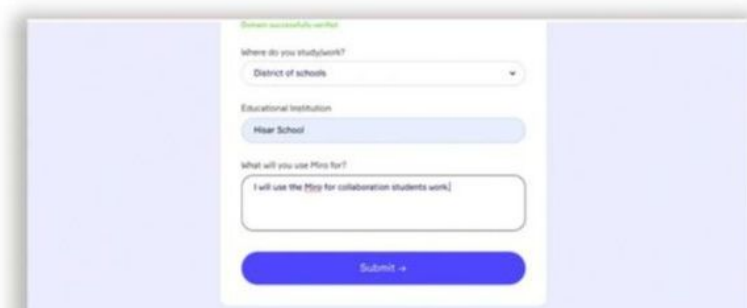 Domain successfully verified
Where do you study/work?
District of schools
Educational Institution
Hisar School
What will you use Miro for?
I will use the Miro for collaboration students work.
Submit →